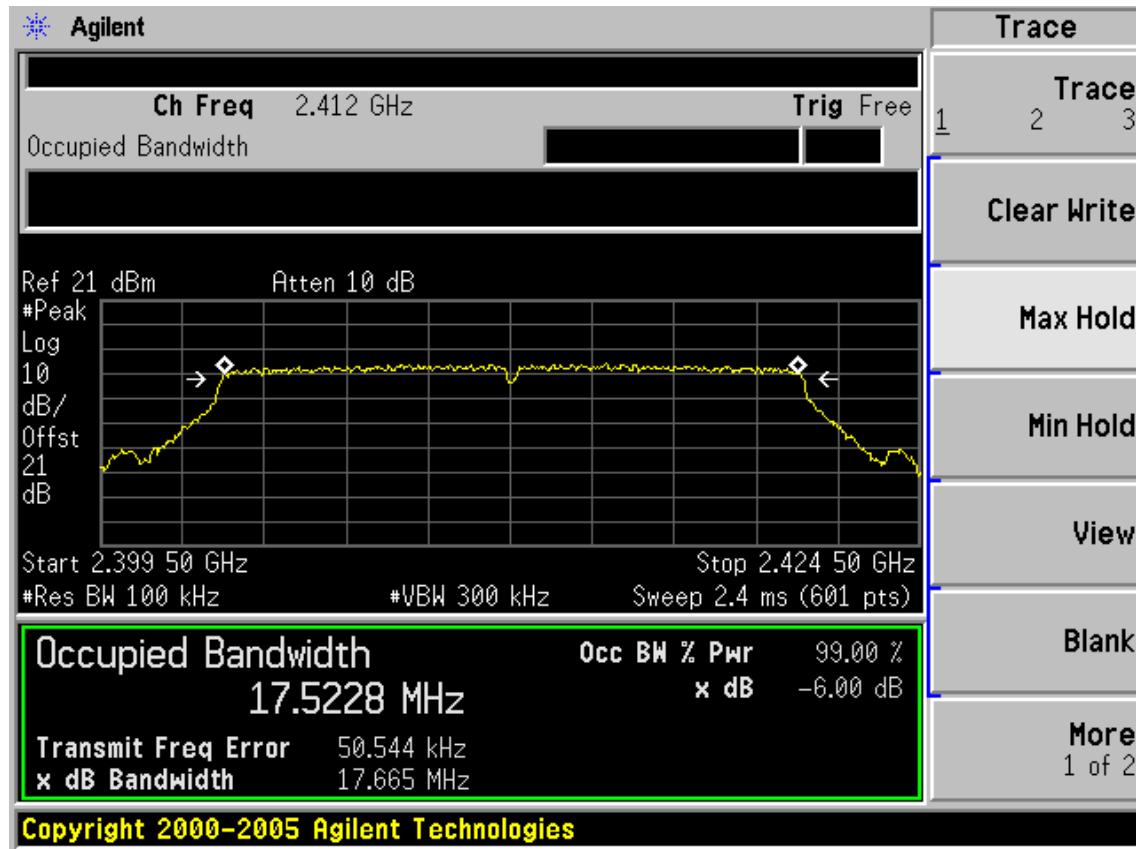 Agilent
Trace
Ch Freq 2.412 GHz Trig Free
Occupied Bandwidth
Trace
1 2 3
Clear Write
Max Hold
Min Hold
View
Blank
More
1 of 2
Ref 21 dBm Atten 10 dB
#Peak
Log
10
dB/
Offst
21
dB
Start 2.399 50 GHz Stop 2.424 50 GHz
#Res BW 100 kHz #VBW 300 kHz Sweep 2.4 ms (601 pts)
Occupied Bandwidth
17.5228 MHz
Occ BW % Pwr 99.00 %
x dB -6.00 dB
Transmit Freq Error 50.544 kHz
x dB Bandwidth 17.665 MHz
Copyright 2000-2005 Agilent Technologies